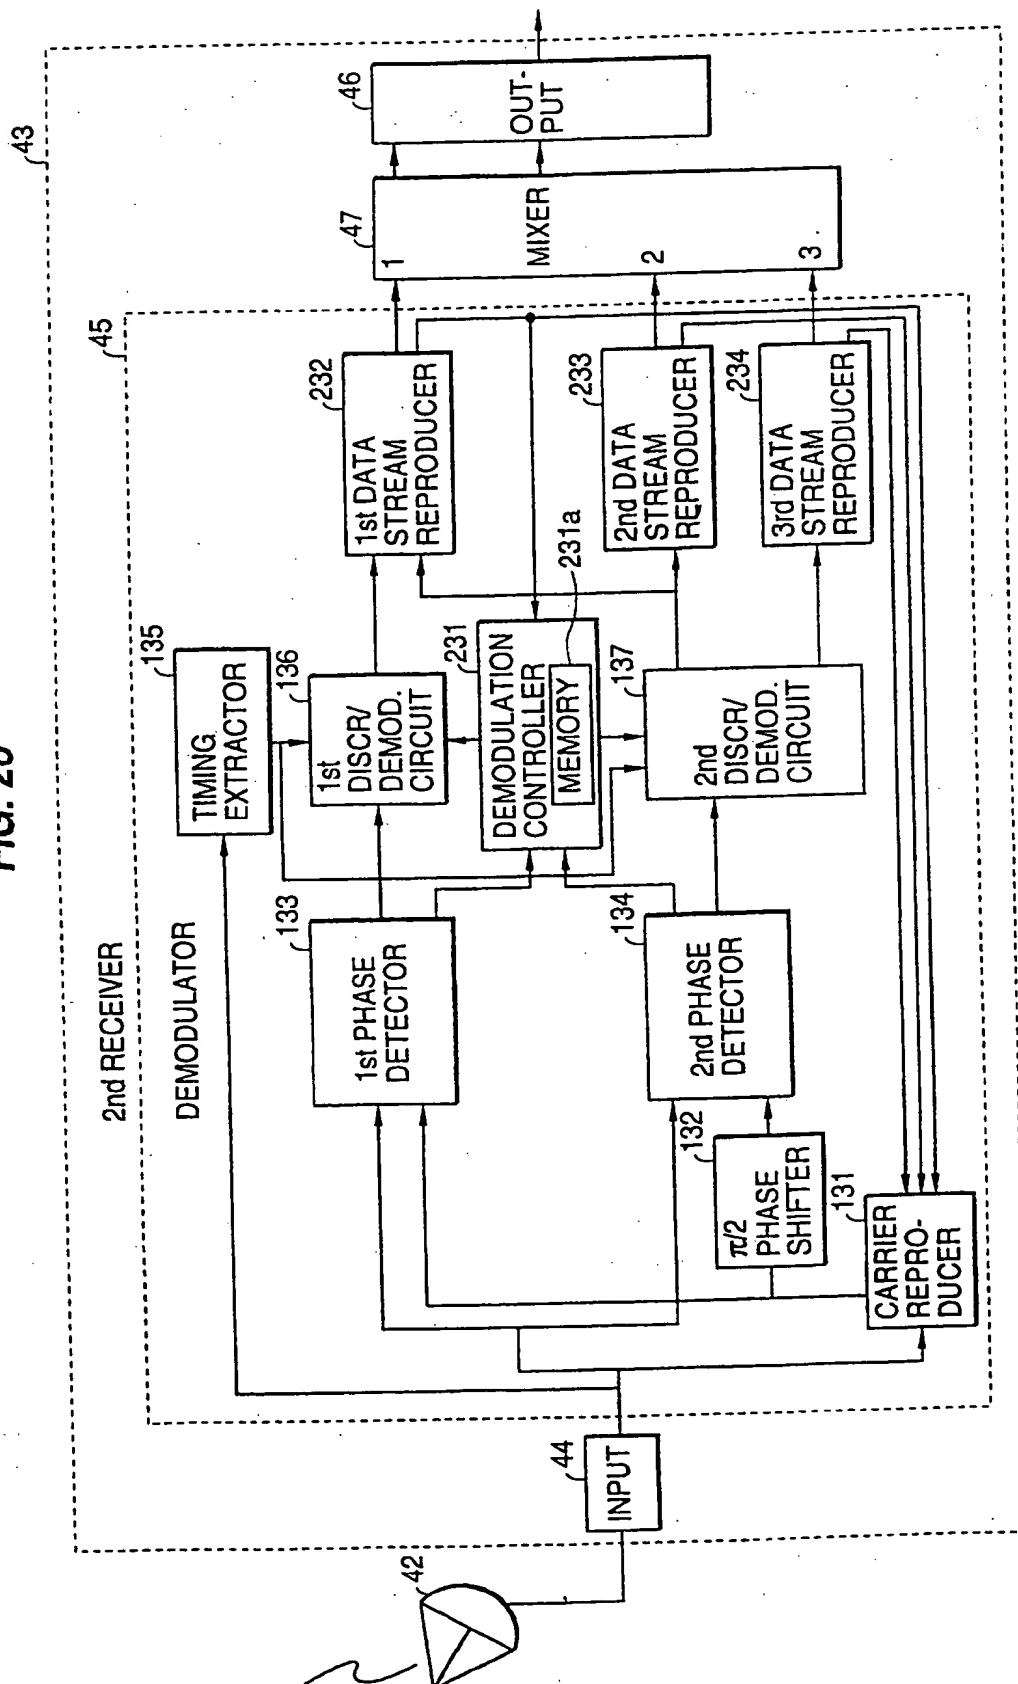 43
2nd RECEIVER
45
DEMODULATOR
42
44
INPUT
135
TIMING
EXTRACTOR
133
1st PHASE
DETECTOR
136
1st
DISCR/
DEMOD.
CIRCUIT
232
1st DATA
STREAM
REPRODUCER
231
DEMODULATION
CONTROLLER
MEMORY
231a
134
2nd PHASE
DETECTOR
132
π/2
PHASE
SHIFTER
131
CARRIER
REPRO-
DUCER
137
2nd
DISCR/
DEMOD.
CIRCUIT
233
2nd DATA
STREAM
REPRODUCER
234
3rd DATA
STREAM
REPRODUCER
47
1
MIXER
2
3
46
OUT-
PUT